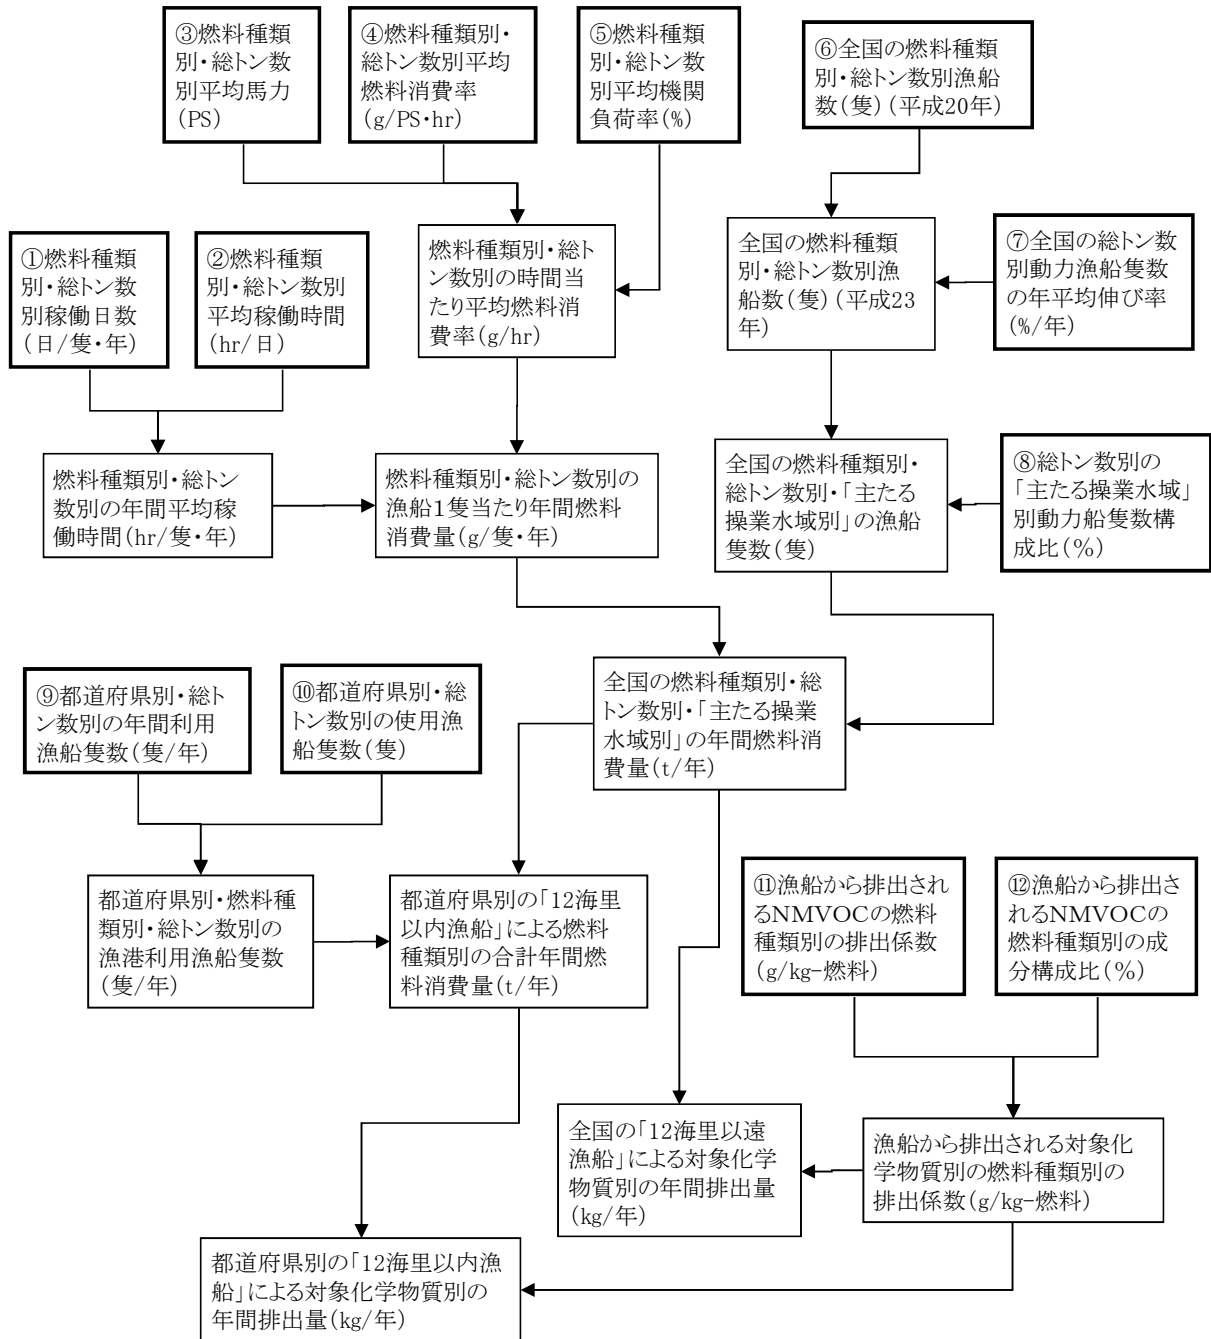 ③燃料種類
別・総トン数
別平均馬力
(PS)
④燃料種類別・
総トン数別平均
燃料消費率
(g/PS・hr)
⑤燃料種類
別・総トン数
別平均機関
負荷率(%)
⑥全国の燃料種類
別・総トン数別漁船
数(隻)(平成20年)
①燃料種類
別・総トン数
別稼働日数
(日/隻・年)
②燃料種類
別・総トン数別
平均稼働時間
(hr/日)
燃料種類別・総ト
ン数別の時間当
たり平均燃料消
費率(g/hr)
全国の燃料種類
別・総トン数別漁
船数(隻)(平成23
年)
⑦全国の総トン数
別動力漁船隻数
の年平均伸び率
(%/年)
燃料種類別・総トン
数別の年間平均稼
働時間(hr/隻・年)
燃料種類別・総トン数別の
漁船1隻当たり年間燃料
消費量(g/隻・年)
全国の燃料種類別・
総トン数別・「主たる
操業水域別」の漁船
隻数(隻)
⑧総トン数別の
「主たる操業水域」
別動力船隻数構
成比(%)
⑨都道府県別・総ト
ン数別の年間利用
漁船隻数(隻/年)
⑩都道府県別・総
トン数別の使用漁
船隻数(隻)
全国の燃料種類別・総
トン数別・「主たる操業
水域別」の年間燃料消
費量(t/年)
都道府県別・燃料種
類別・総トン数別の
漁港利用漁船隻数
(隻/年)
都道府県別の「12海里
以内漁船」による燃料
種類別の合計年間燃
料消費量(t/年)
⑪漁船から排出され
るNMVOCの燃料
種類別の排出係数
(g/kg-燃料)
⑫漁船から排出さ
れるNMVOCの
燃料種類別の成
分構成比(%)
全国の「12海里以遠
漁船」による対象化学
物質別の年間排出量
(kg/年)
漁船から排出される対象化
学物質別の燃料種類別の
排出係数(g/kg-燃料)
都道府県別の「12海里以内漁
船」による対象化学物質別の
年間排出量(kg/年)